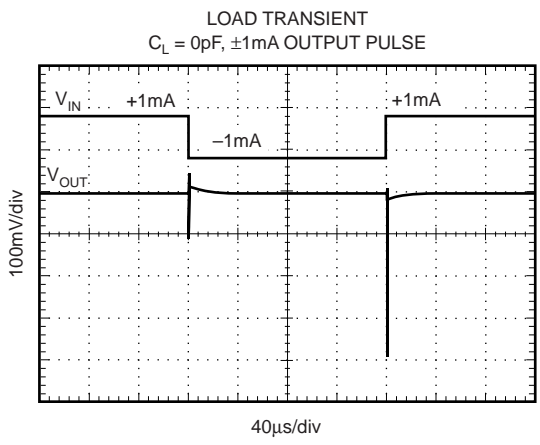 LOAD TRANSIENT
C_L = 0pF, ±1mA OUTPUT PULSE
V_IN
+1mA
+1mA
–1mA
V_OUT
100mV/div
40μs/div